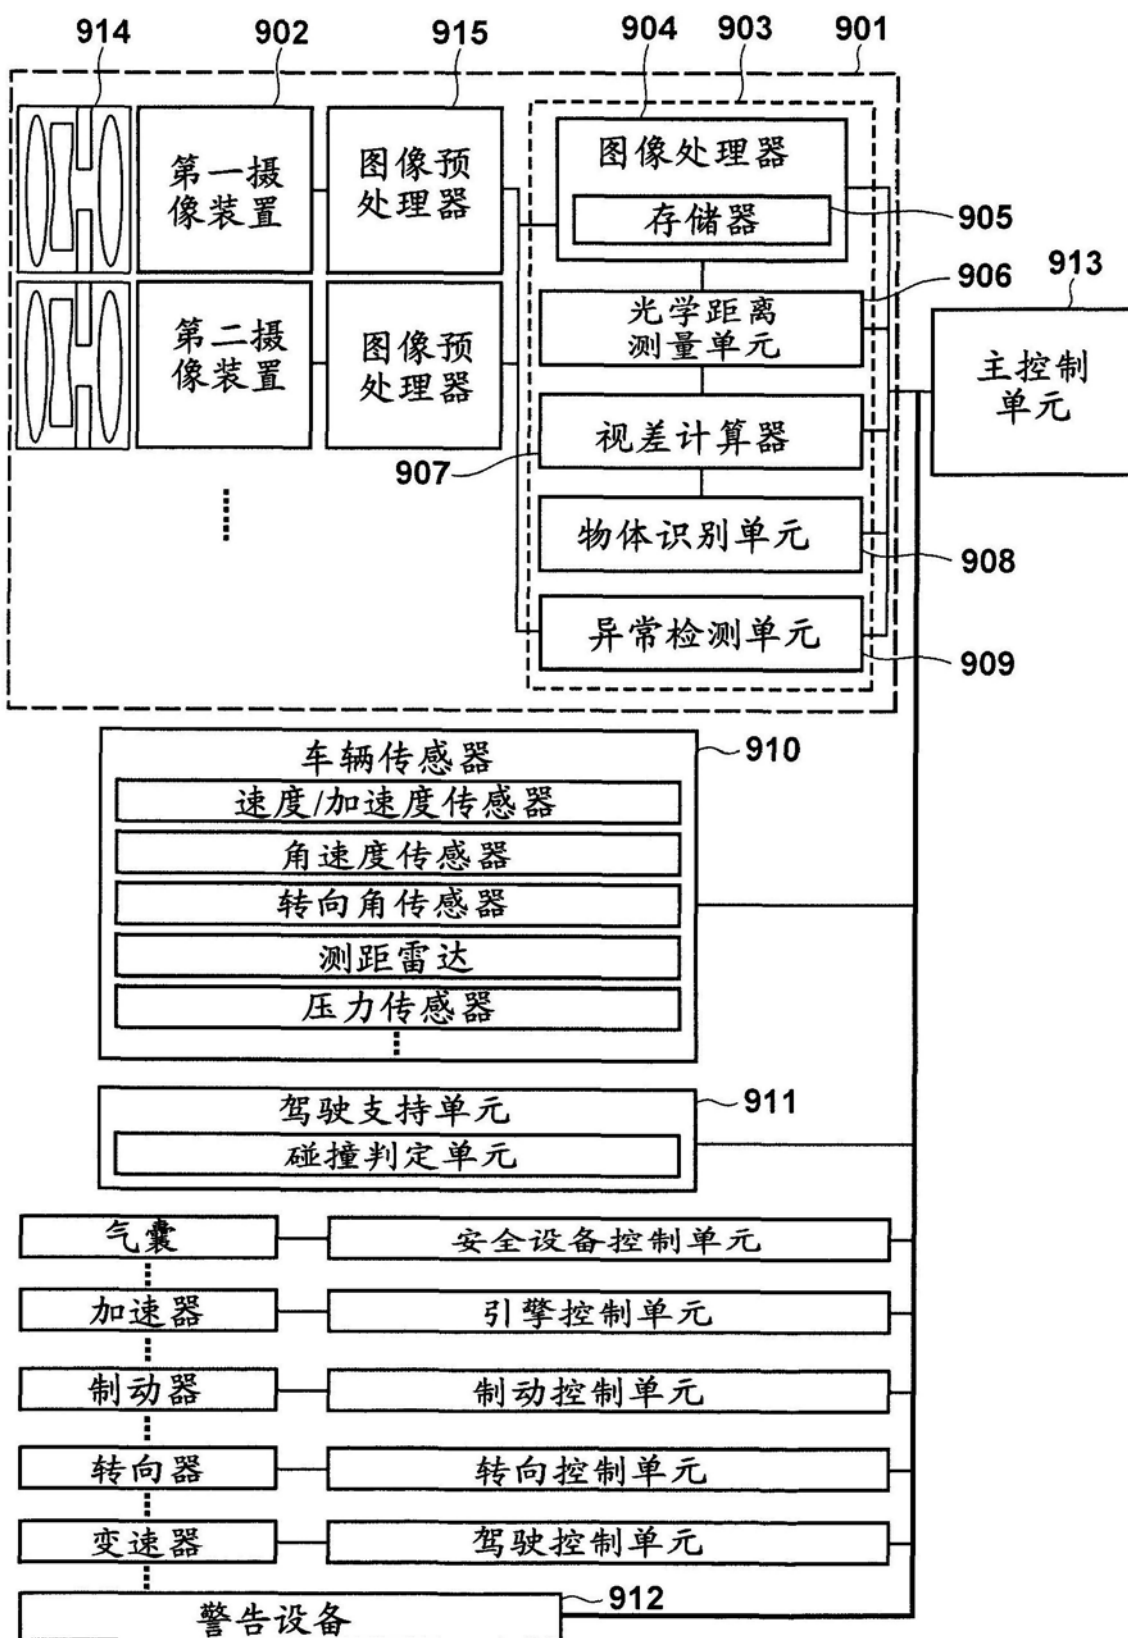 914
902
915
904
903
901
第一摄
像装置
图像预
处理器
图像处理器
存储器
905
906
913
光学距离
测量单元
第二摄
像装置
图像预
处理器
主控制
单元
视差计算器
907
物体识别单元
908
异常检测单元
909
910
车辆传感器
速度/加速度传感器
角速度传感器
转向角传感器
测距雷达
压力传感器
911
驾驶支持单元
碰撞判定单元
气囊
安全设备控制单元
加速器
引擎控制单元
制动器
制动控制单元
转向器
转向控制单元
变速器
驾驶控制单元
912
警告设备